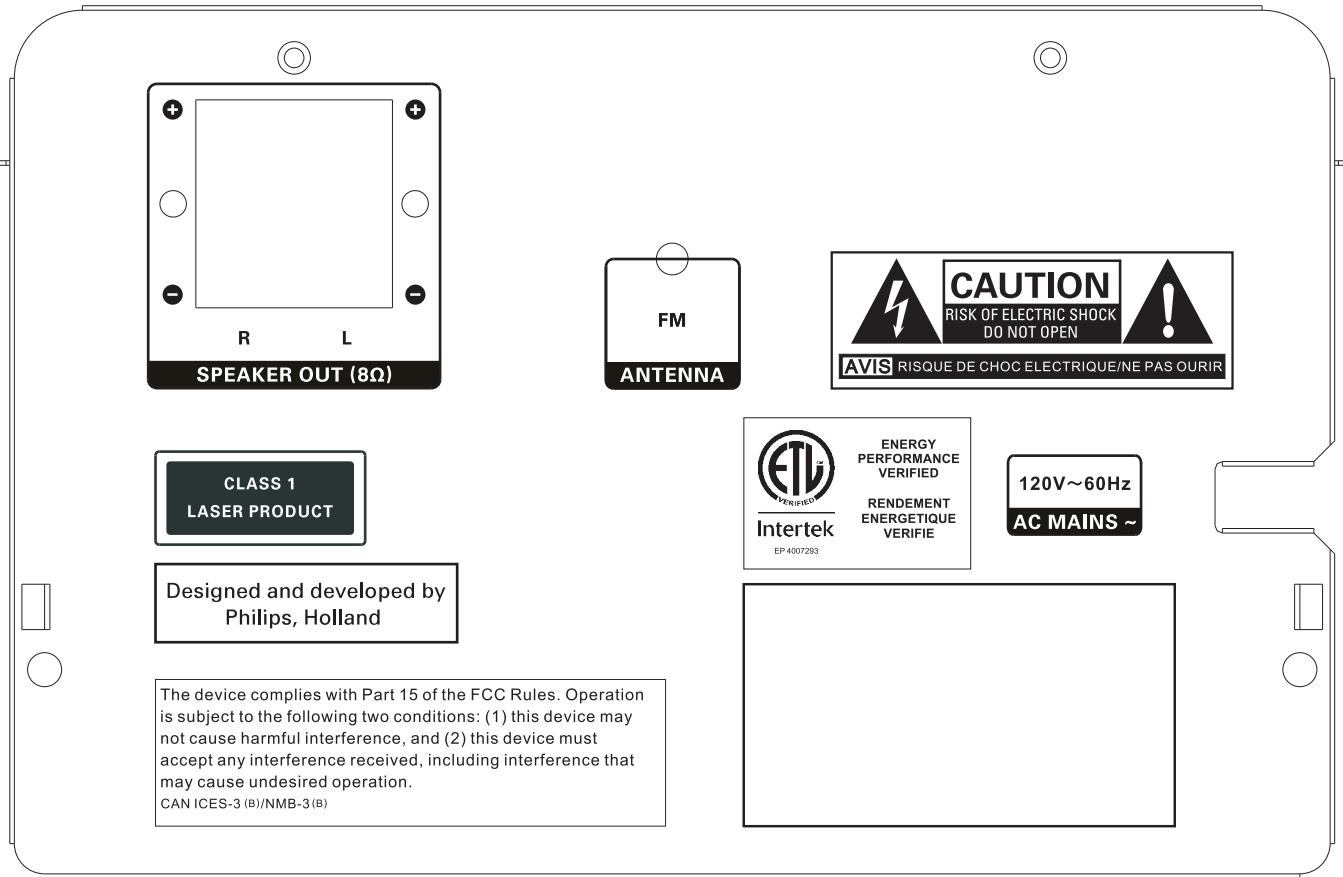 R L
SPEAKER OUT (8Ω)
FM
ANTENNA
CAUTION
RISK OF ELECTRIC SHOCK
DO NOT OPEN
AVIS RISQUE DE CHOC ELECTRIQUE/NE PAS OURIR
CLASS 1
LASER PRODUCT
ETL CM
VERIFIED
Intertek
EP 4007293
ENERGY
PERFORMANCE
VERIFIED
RENDEMENT
ENERGETIQUE
VERIFIE
120V～60Hz
AC MAINS ~
Designed and developed by
Philips, Holland
The device complies with Part 15 of the FCC Rules. Operation
is subject to the following two conditions: (1) this device may
not cause harmful interference, and (2) this device must
accept any interference received, including interference that
may cause undesired operation.
CAN ICES-3 (B)/NMB-3(B)